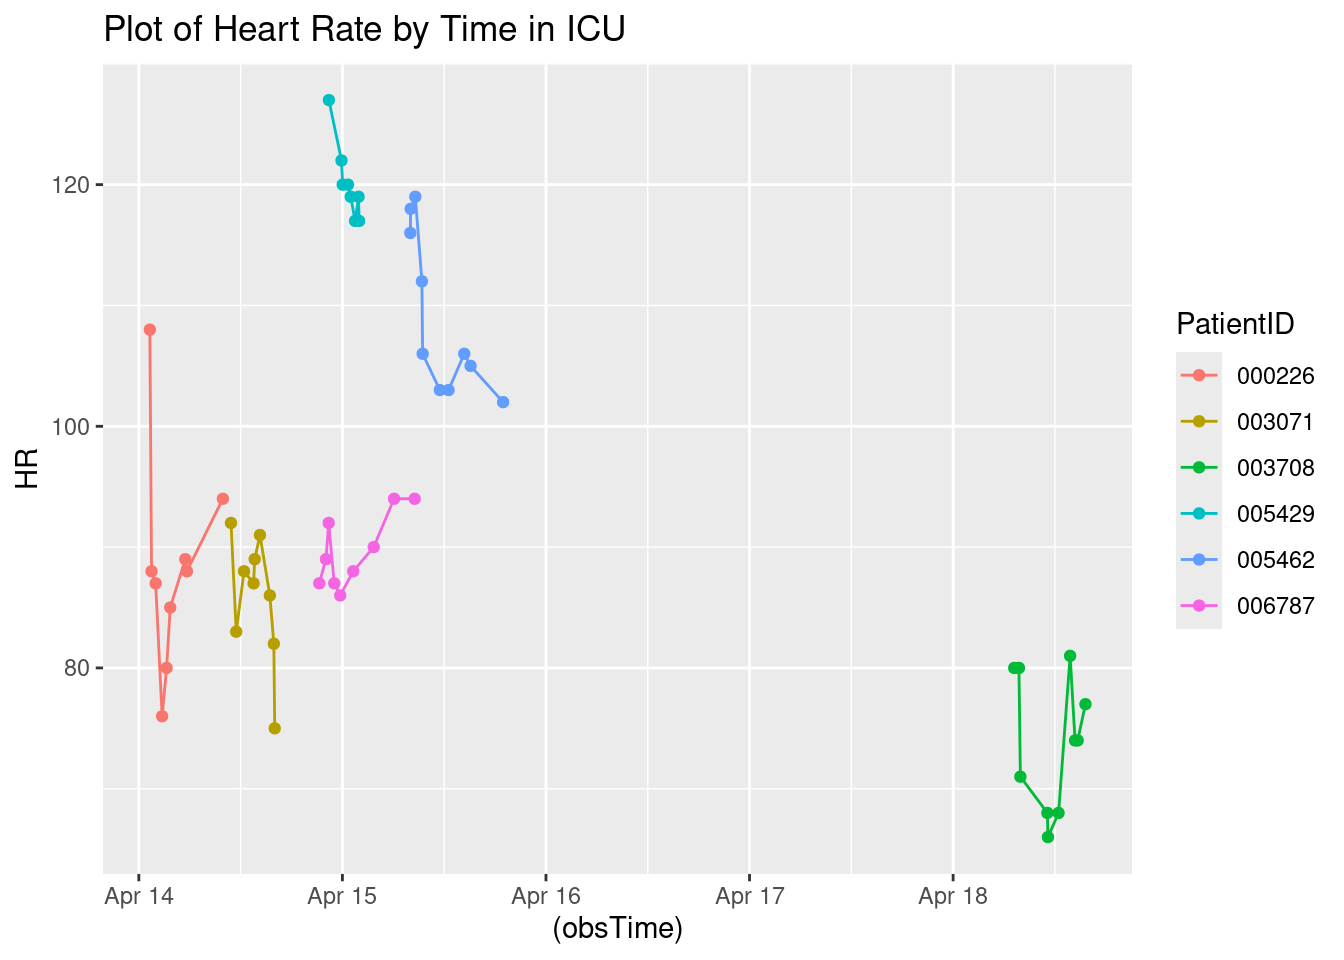 Plot of Heart Rate by Time in ICU
120
100
80
HR
Apr 14
Apr 15
Apr 16
Apr 17
Apr 18
(obsTime)
PatientID
000226
003071
003708
005429
005462
006787